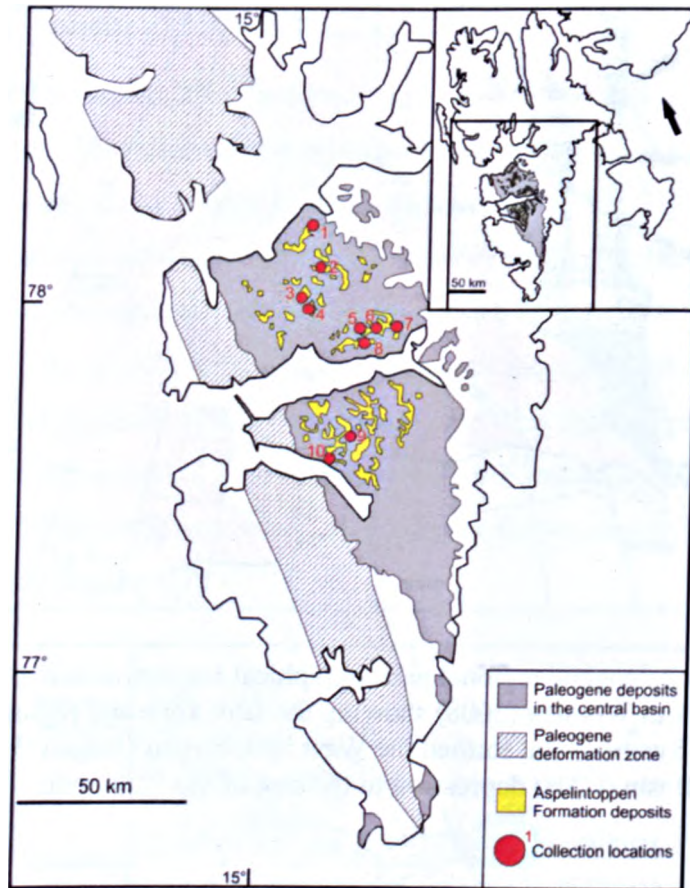 15°
50 km
78°
1
2
3
4
5
6
7
8
9
10
77°
50 km
Paleogene deposits
in the central basin
Paleogene
deformation zone
Aspelintoppen
Formation deposits
1
Collection locations
15°